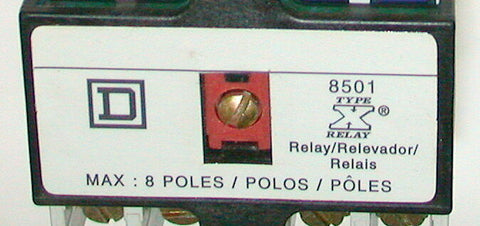 D
8501
TYPE
X ®
RELAY
Relay/Relevador/
Relais
MAX : 8 POLES / POLOS / PÔLES